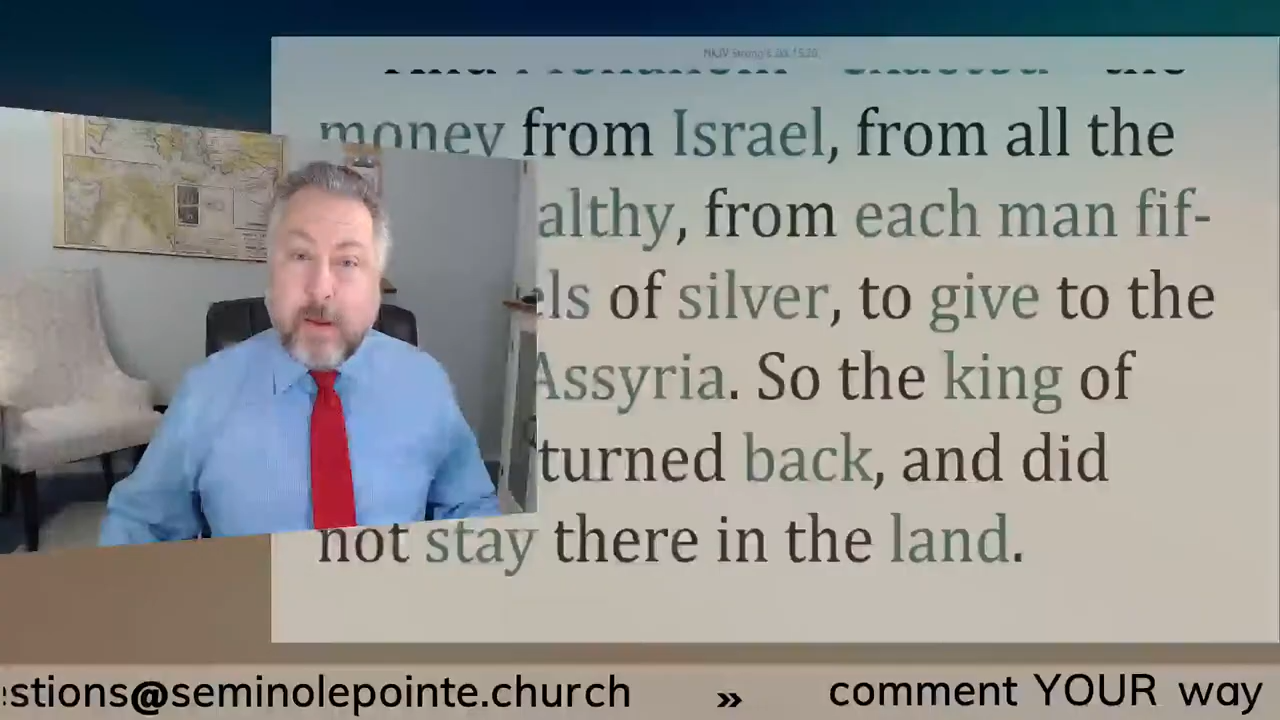 money from Israel, from all the
althy, from each man fif-
els of silver, to give to the
Assyria. So the king of
turned back, and did
not stay there in the land.
estions@seminolepointe.church » comment YOUR way